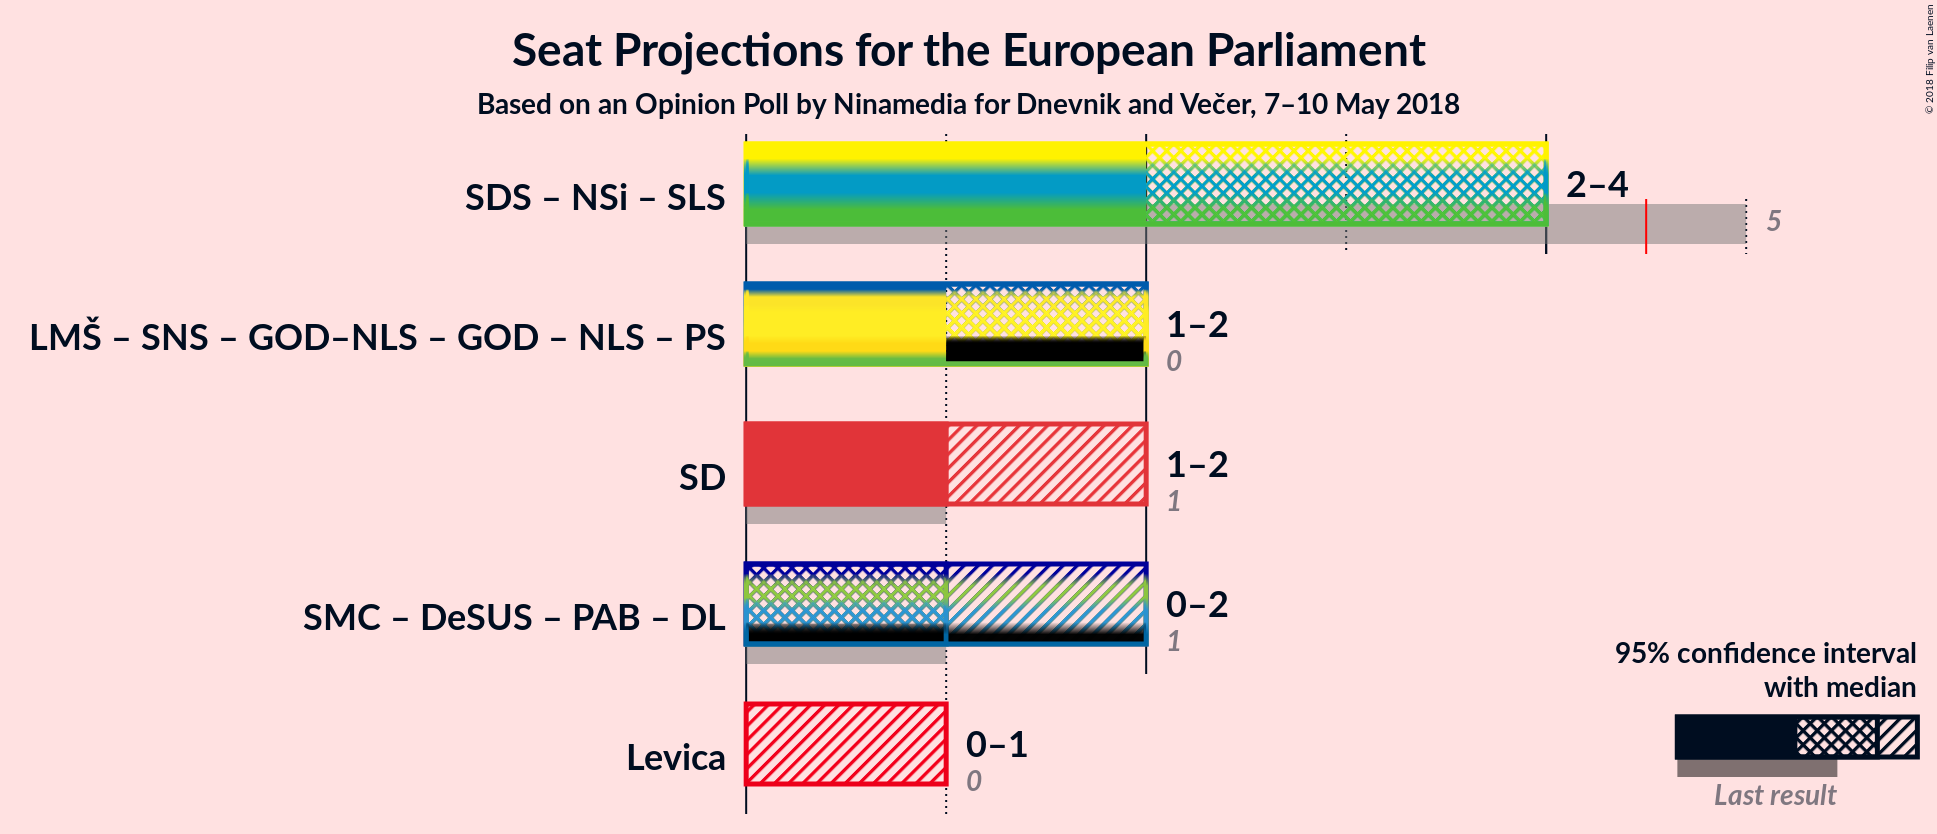 Seat Projections for the European Parliament
Based on an Opinion Poll by Ninamedia for Dnevnik and Večer, 7–10 May 2018
© 2018 Filip van Laenen
SDS – NSi – SLS
2–4
5
LMŠ – SNS – GOD–NLS – GOD – NLS – PS
1–2
0
SD
1–2
1
SMC – DeSUS – PAB – DL
0–2
1
Levica
0–1
0
95% confidence interval
with median
Last result